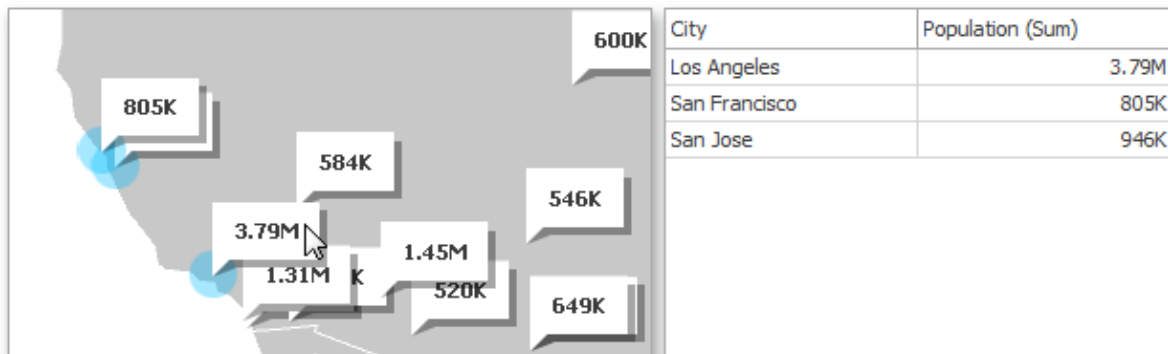 600K
805K
584K
546K
3.79M
1.45M
1.31M
K
520K
649K
City Population (Sum)
Los Angeles 3.79M
San Francisco 805K
San Jose 946K